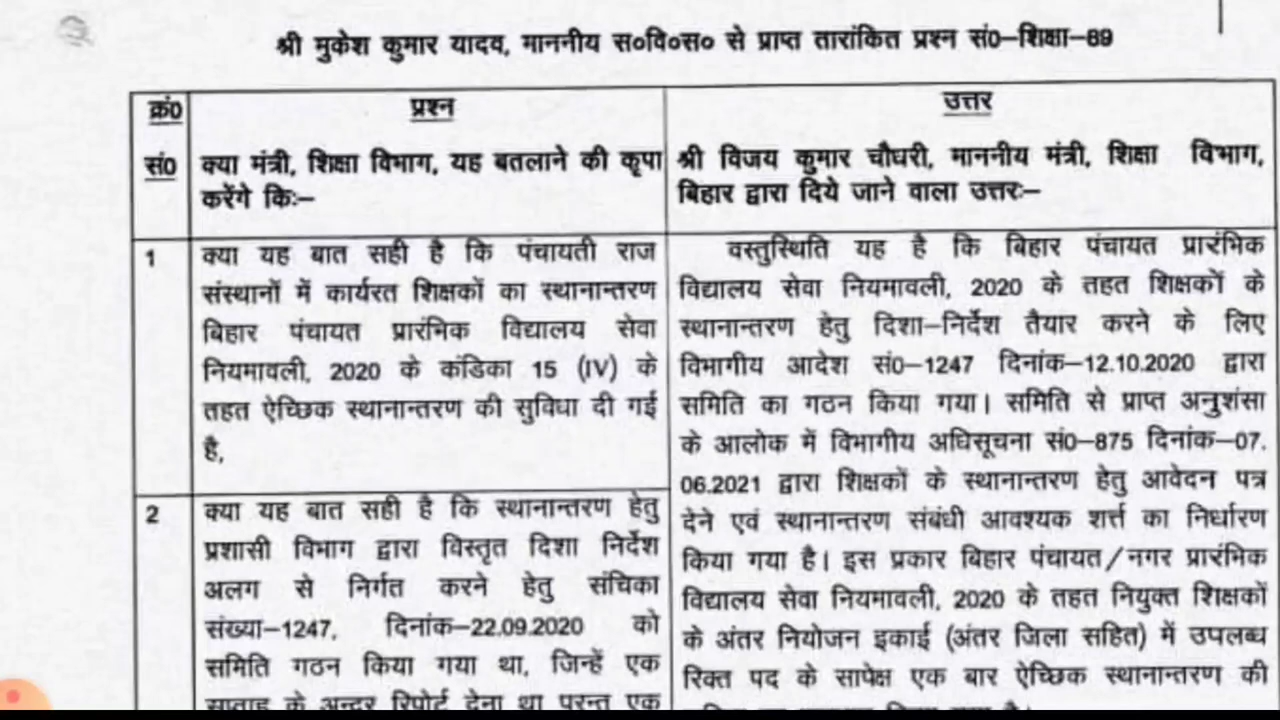 श्री मुकेश कुमार यादव, माननीय स०वि०स० से प्राप्त तारांकित प्रश्न सं0–शिक्षा–89
क्रं0
सं0
प्रश्न
क्या मंत्री, शिक्षा विभाग, यह बतलाने की कृपा
करेंगे किः–
उत्तर
श्री विजय कुमार चौधरी, माननीय मंत्री, शिक्षा विभाग,
बिहार द्वारा दिये जाने वाला उत्तरः–
1
क्या यह बात सही है कि पंचायती राज
संस्थानों में कार्यरत शिक्षकों का स्थानान्तरण
बिहार पंचायत प्रारंभिक विद्यालय सेवा
नियमावली, 2020 के कंडिका 15 (IV) के
तहत ऐच्छिक स्थानान्तरण की सुविधा दी गई
है,
2
क्या यह बात सही है कि स्थानान्तरण हेतु
प्रशासी विभाग द्वारा विस्तृत दिशा निर्देश
अलग से निर्गत करने हेतु संचिका
संख्या–1247, दिनांक–22.09.2020 को
समिति गठन किया गया था, जिन्हें एक
सप्ताह के अन्दर रिपोर्ट देना था परन्तु एक
वस्तुस्थिति यह है कि बिहार पंचायत प्रारंभिक
विद्यालय सेवा नियमावली, 2020 के तहत शिक्षकों के
स्थानान्तरण हेतु दिशा–निर्देश तैयार करने के लिए
विभागीय आदेश सं0–1247 दिनांक–12.10.2020 द्वारा
समिति का गठन किया गया। समिति से प्राप्त अनुशंसा
के आलोक में विभागीय अधिसूचना सं0–875 दिनांक–07.
06.2021 द्वारा शिक्षकों के स्थानान्तरण हेतु आवेदन पत्र
देने एवं स्थानान्तरण संबंधी आवश्यक शर्त्त का निर्धारण
किया गया है। इस प्रकार बिहार पंचायत/नगर प्रारंभिक
विद्यालय सेवा नियमावली, 2020 के तहत नियुक्त शिक्षकों
के अंतर नियोजन इकाई (अंतर जिला सहित) में उपलब्ध
रिक्त पद के सापेक्ष एक बार ऐच्छिक स्थानान्तरण की